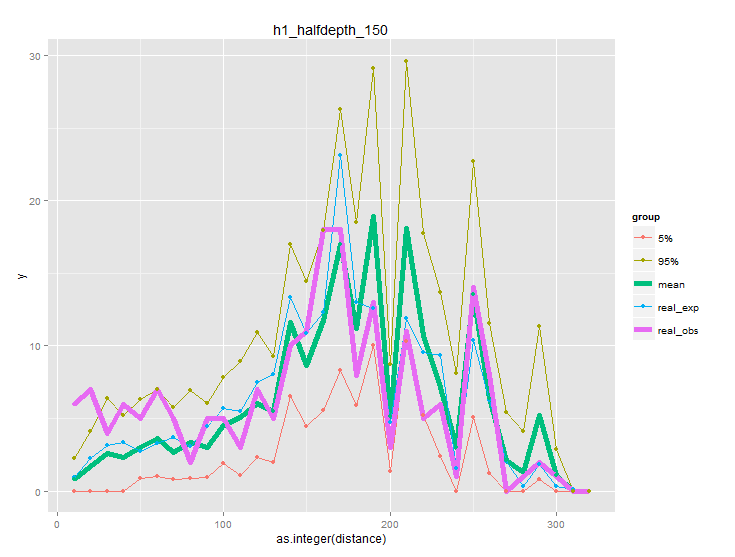 h1_halfdepth_150
30
20
10
0
y
0 100 200 300
as.integer(distance)
group
5%
95%
mean
real_exp
real_obs